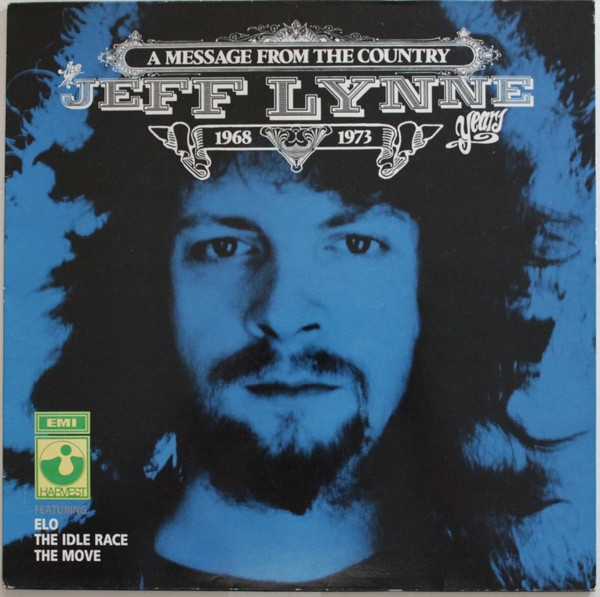 A MESSAGE FROM THE COUNTRY
the
JEFF LYNNE
years
1968 1973
EMI
HARVEST
FEATURING
ELO
THE IDLE RACE
THE MOVE